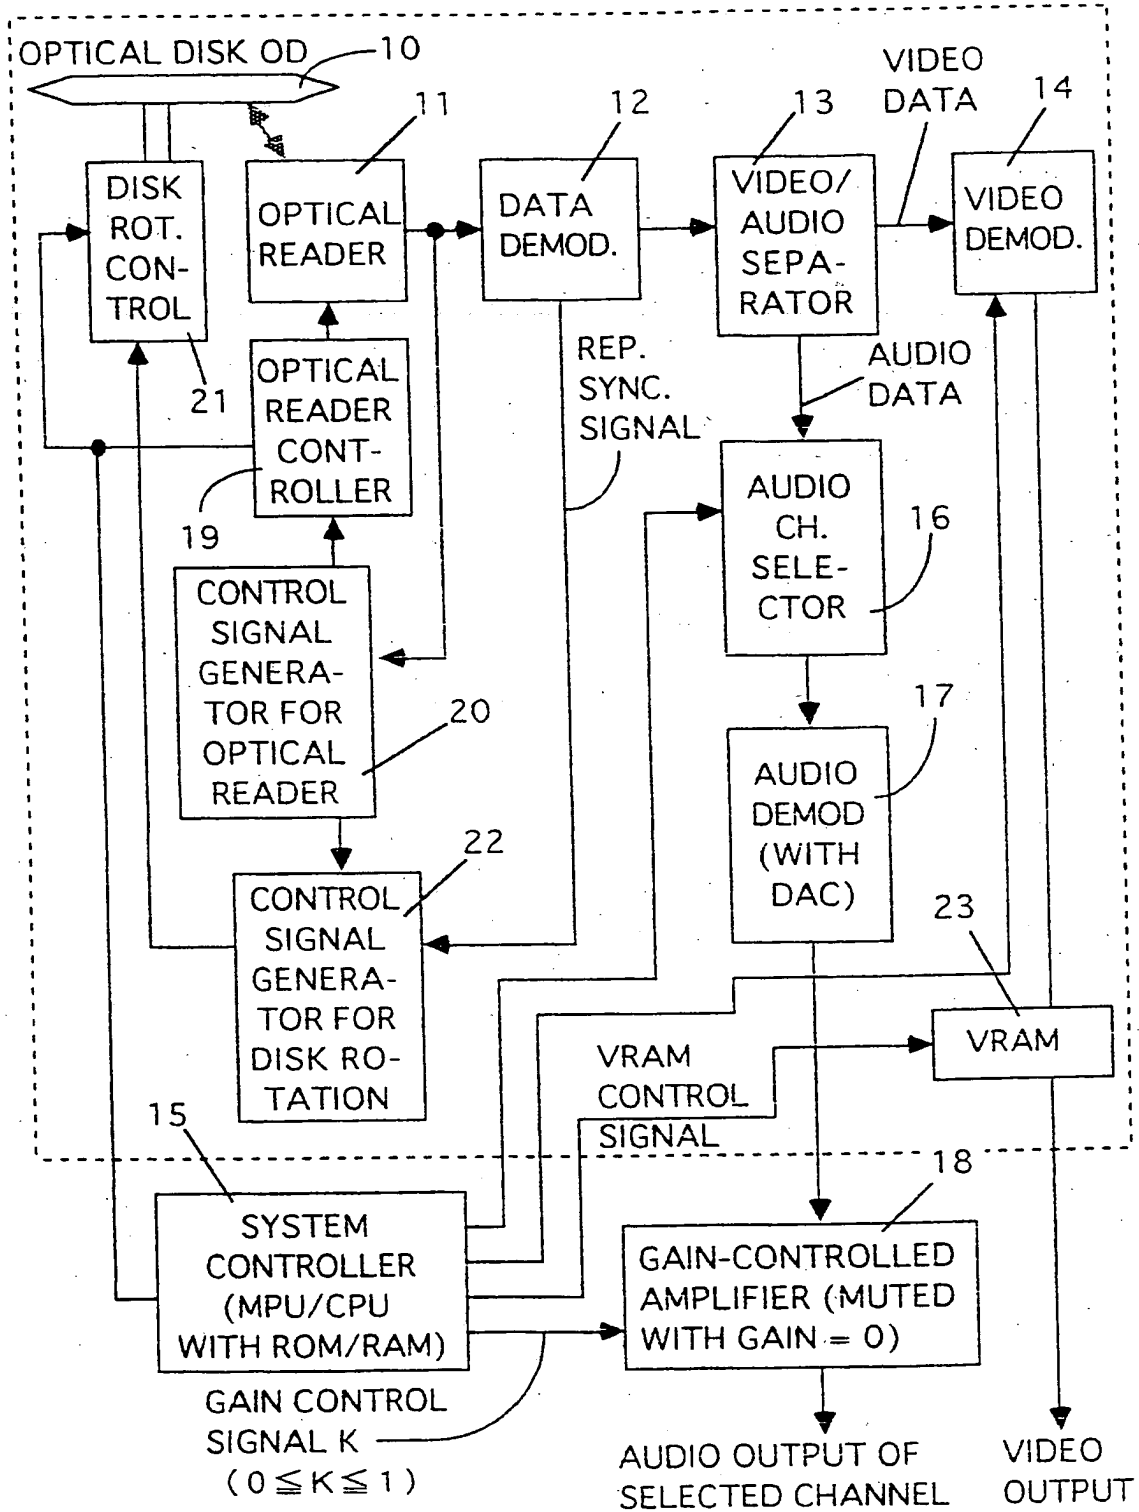 OPTICAL DISK OD
10
VIDEO
DATA
11
12
13
14
DISK
ROT.
CON-
TROL
21
OPTICAL
READER
DATA
DEMOD.
VIDEO/
AUDIO
SEPA-
RATOR
VIDEO
DEMOD.
OPTICAL
READER
CONT-
ROLLER
19
REP.
SYNC.
SIGNAL
AUDIO
DATA
AUDIO
CH.
SELE-
CTOR
16
CONTROL
SIGNAL
GENERA-
TOR FOR
OPTICAL
READER
20
AUDIO
DEMOD
(WITH
DAC)
17
CONTROL
SIGNAL
GENERA-
TOR FOR
DISK RO-
TATION
22
23
VRAM
VRAM
CONTROL
SIGNAL
15
SYSTEM
CONTROLLER
(MPU/CPU
WITH ROM/RAM)
18
GAIN-CONTROLLED
AMPLIFIER (MUTED
WITH GAIN = 0)
GAIN CONTROL
SIGNAL K
(0≦K≦1)
AUDIO OUTPUT OF
SELECTED CHANNEL
VIDEO
OUTPUT